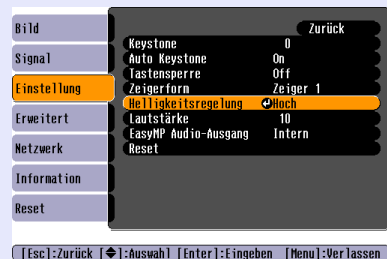 Bild
Signal
Einstellung
Erweitert
Netzwerk
Information
Reset
Zurück
Keystone 0
Auto Keystone On
Tastensperre Off
Zeigerform Zeiger 1
Helligkeitsregelung Hoch
Lautstärke 10
EasyMP Audio-Ausgang Intern
Reset
[Esc]:Zurück [◆]:Auswahl [Enter]:Eingeben [Menu]:Verlassen